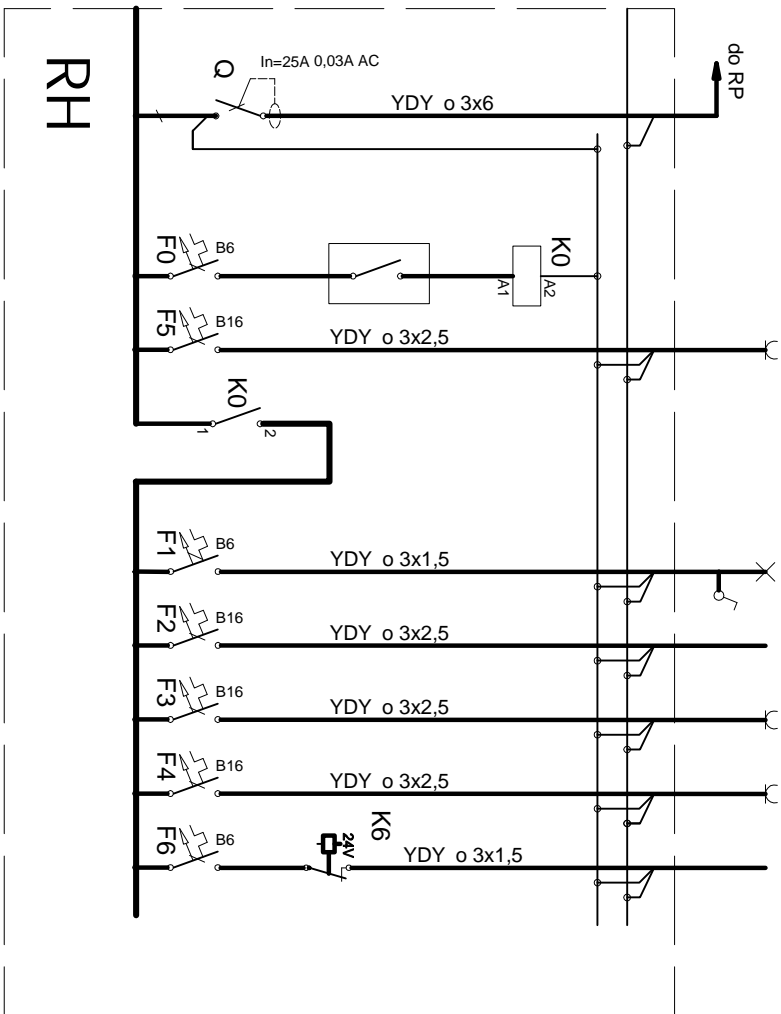 do RP
RH
Q
In=25A 0,03A AC
YDY o 3x6
F0
B6
K0
A1
A2
F5
B16
YDY o 3x2,5
K0
1
2
F1
B6
YDY o 3x1,5
F2
B16
YDY o 3x2,5
F3
B16
YDY o 3x2,5
F4
B16
YDY o 3x2,5
F6
B6
K6
24V
YDY o 3x1,5